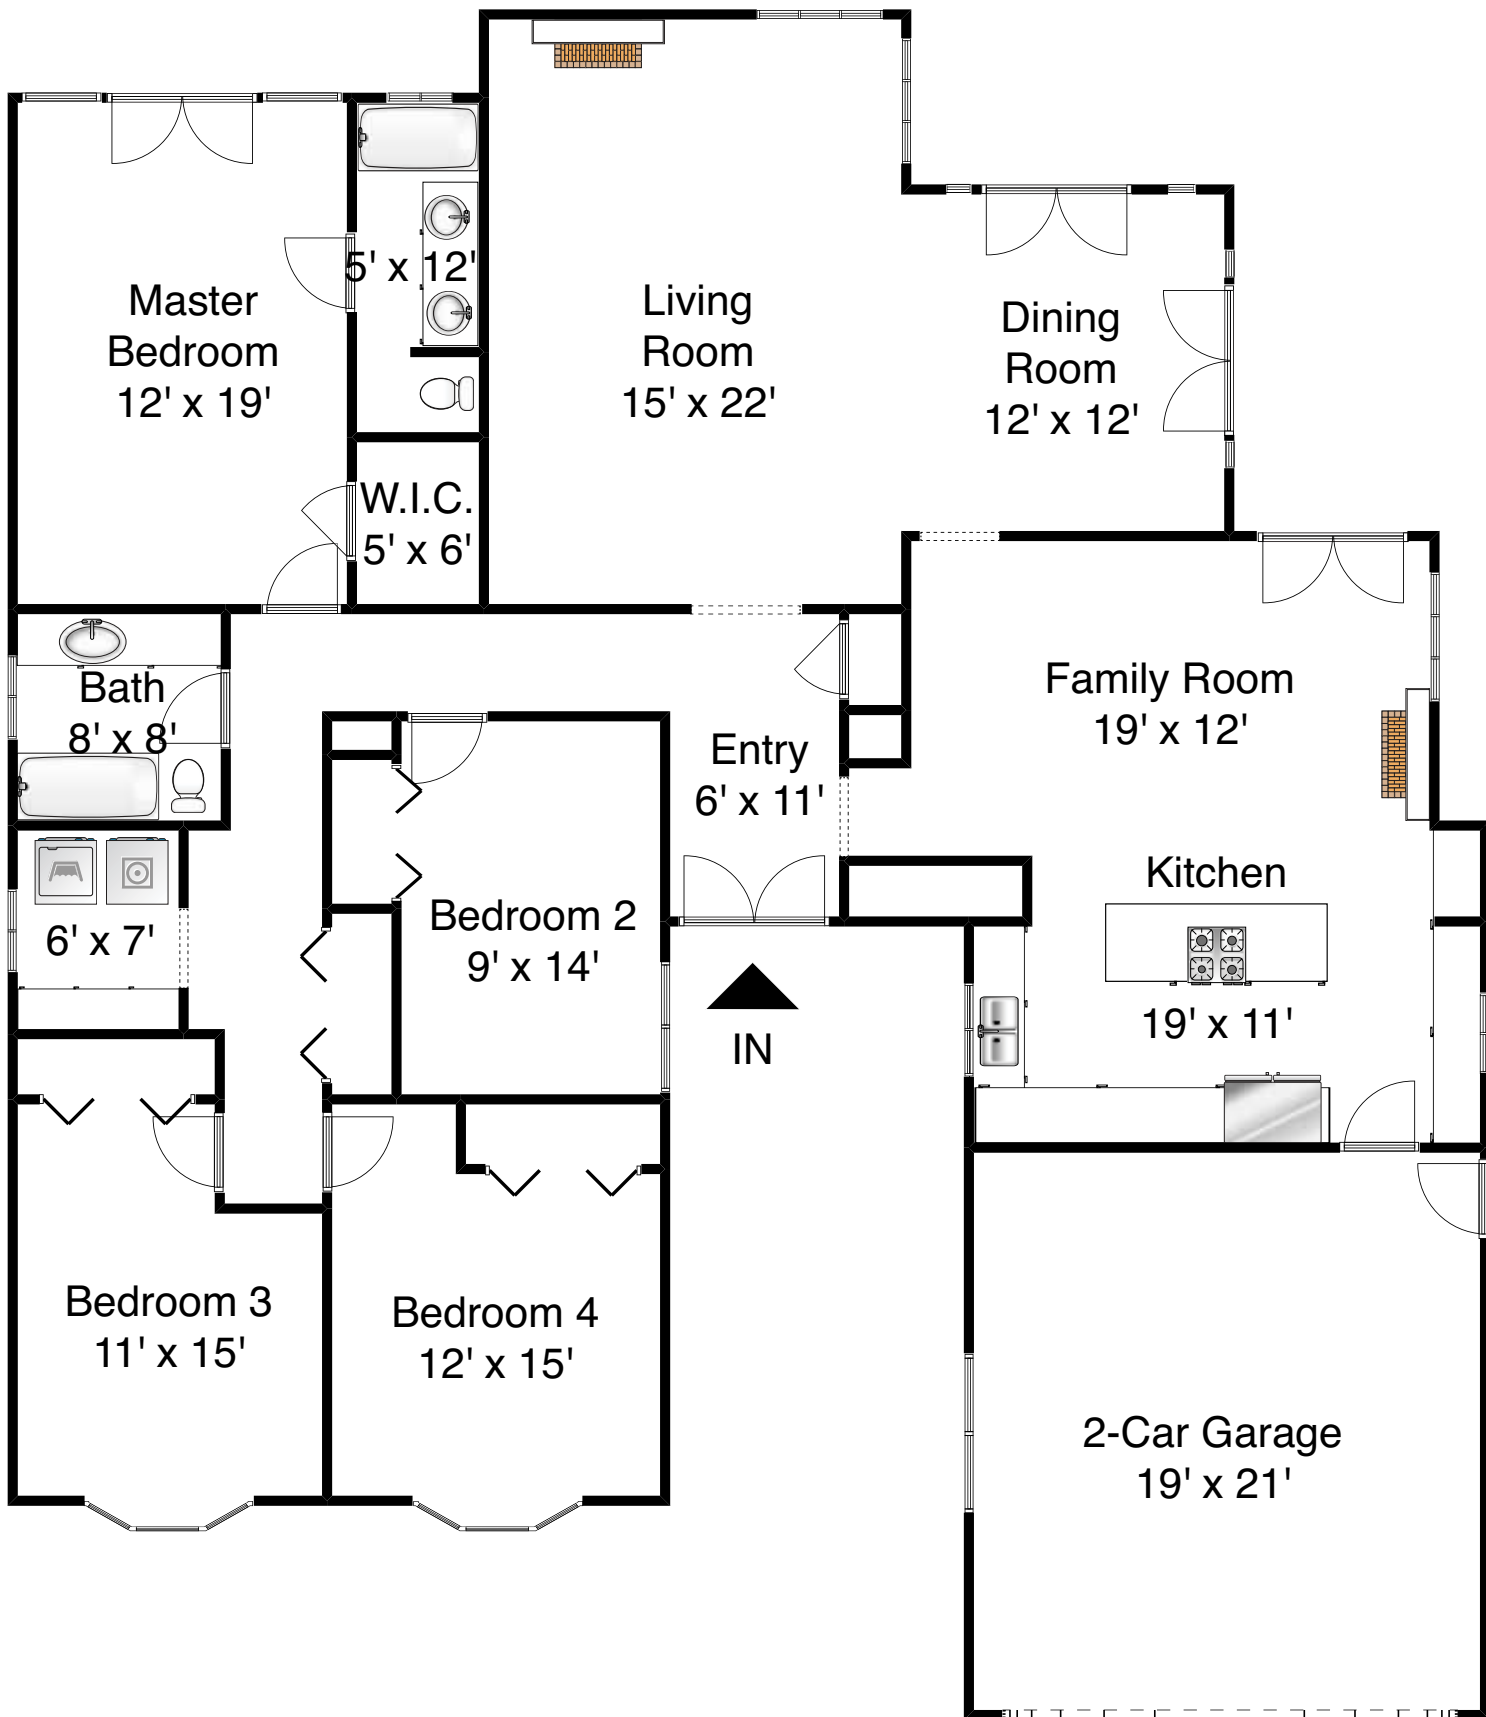 Master
Bedroom
12' x 19'
5' x 12'
W.I.C.
5' x 6'
Living
Room
15' x 22'
Dining
Room
12' x 12'
Bath
8' x 8'
Entry
6' x 11'
Family Room
19' x 12'
Kitchen
19' x 11'
6' x 7'
Bedroom 2
9' x 14'
IN
Bedroom 3
11' x 15'
Bedroom 4
12' x 15'
2-Car Garage
19' x 21'